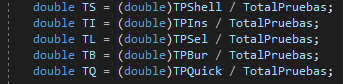 double TS = (double)TPShell / TotalPruebas;
double TI = (double)TPIns / TotalPruebas;
double TL = (double)TPSel / TotalPruebas;
double TB = (double)TPBur / TotalPruebas;
double TQ = (double)TPQuick / TotalPruebas;